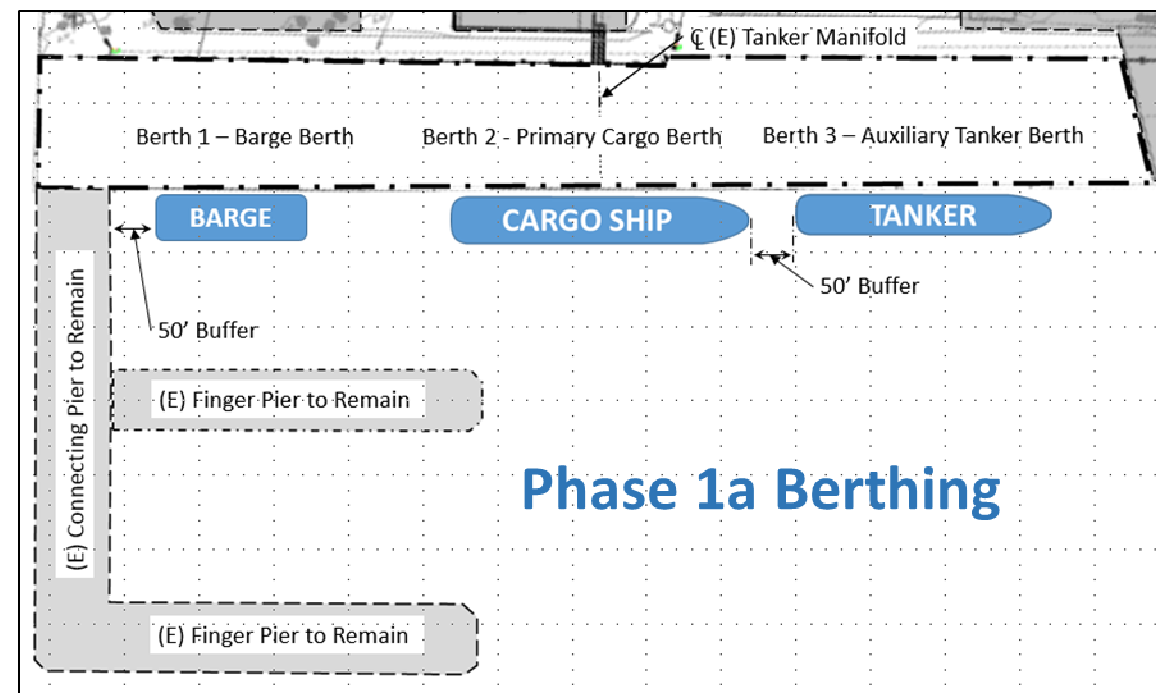 ℄ (E) Tanker Manifold
Berth 1 – Barge Berth
Berth 2 - Primary Cargo Berth
Berth 3 – Auxiliary Tanker Berth
BARGE
CARGO SHIP
TANKER
50' Buffer
50' Buffer
(E) Connecting Pier to Remain
(E) Finger Pier to Remain
Phase 1a Berthing
(E) Finger Pier to Remain